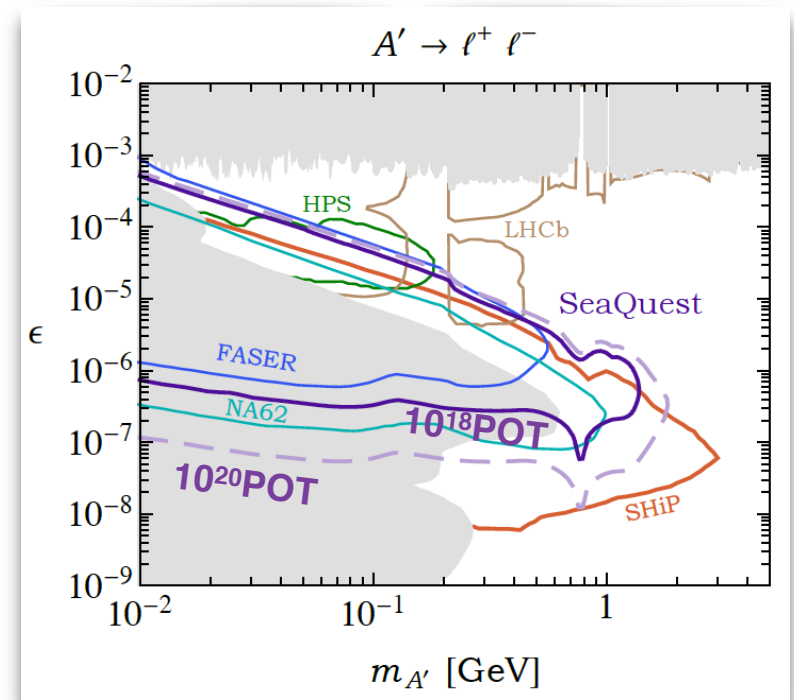 A′ → ℓ⁺ ℓ⁻
10⁻²
10⁻³
10⁻⁴
10⁻⁵
10⁻⁶
10⁻⁷
10⁻⁸
10⁻⁹
ϵ
HPS
LHCb
SeaQuest
FASER
NA62
10¹⁸POT
10²⁰POT
SHiP
10⁻²
10⁻¹
1
m_A′ [GeV]